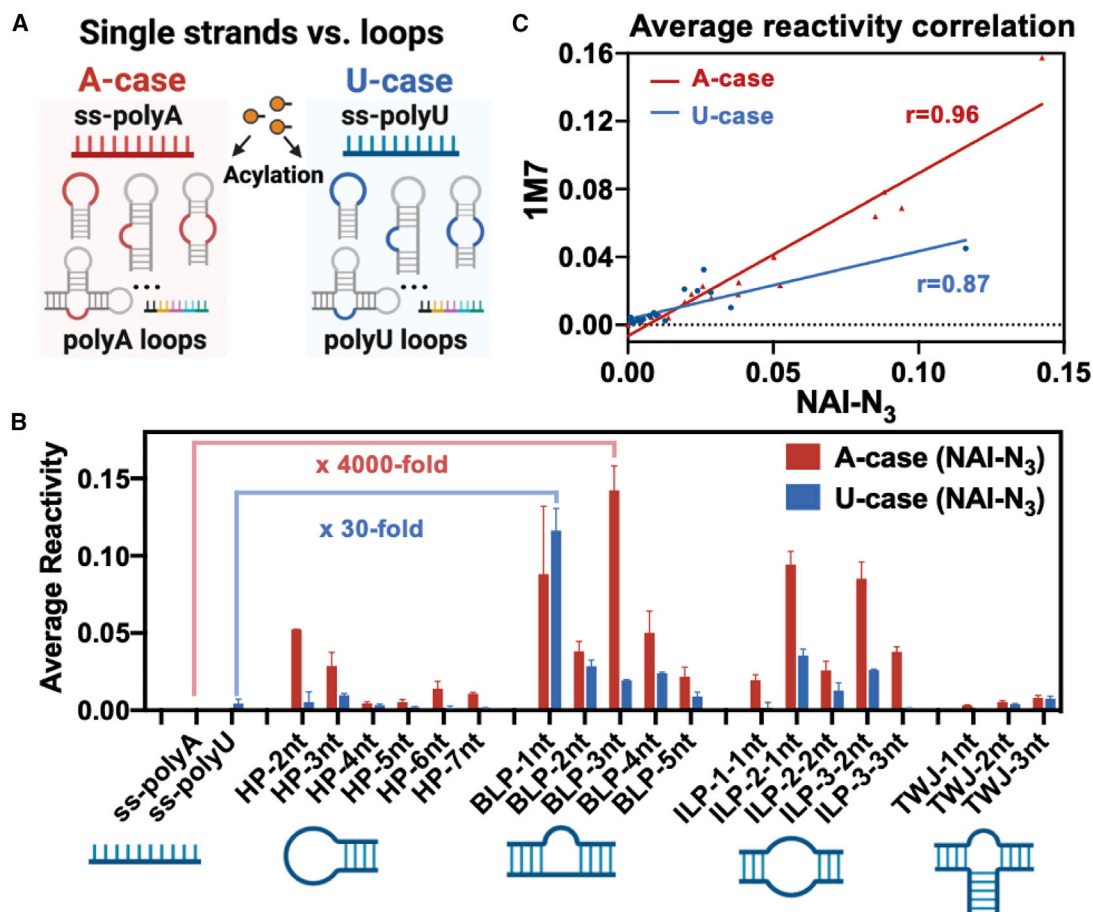 A
Single strands vs. loops
A-case
U-case
ss-polyA
ss-polyU
Acylation
...
...
polyA loops
polyU loops
C
Average reactivity correlation
0.16
0.12
0.08
0.04
0.00
1M7
A-case
U-case
r=0.96
r=0.87
0.00
0.05
0.10
0.15
NAI-N₃
B
Average Reactivity
0.15
0.10
0.05
0.00
x 4000-fold
x 30-fold
A-case (NAI-N₃)
U-case (NAI-N₃)
ss-polyA
ss-polyU
HP-2nt
HP-3nt
HP-4nt
HP-5nt
HP-6nt
HP-7nt
BLP-1nt
BLP-2nt
BLP-3nt
BLP-4nt
BLP-5nt
ILP-1-1nt
ILP-2-1nt
ILP-2-2nt
ILP-3-2nt
ILP-3-3nt
TWJ-1nt
TWJ-2nt
TWJ-3nt